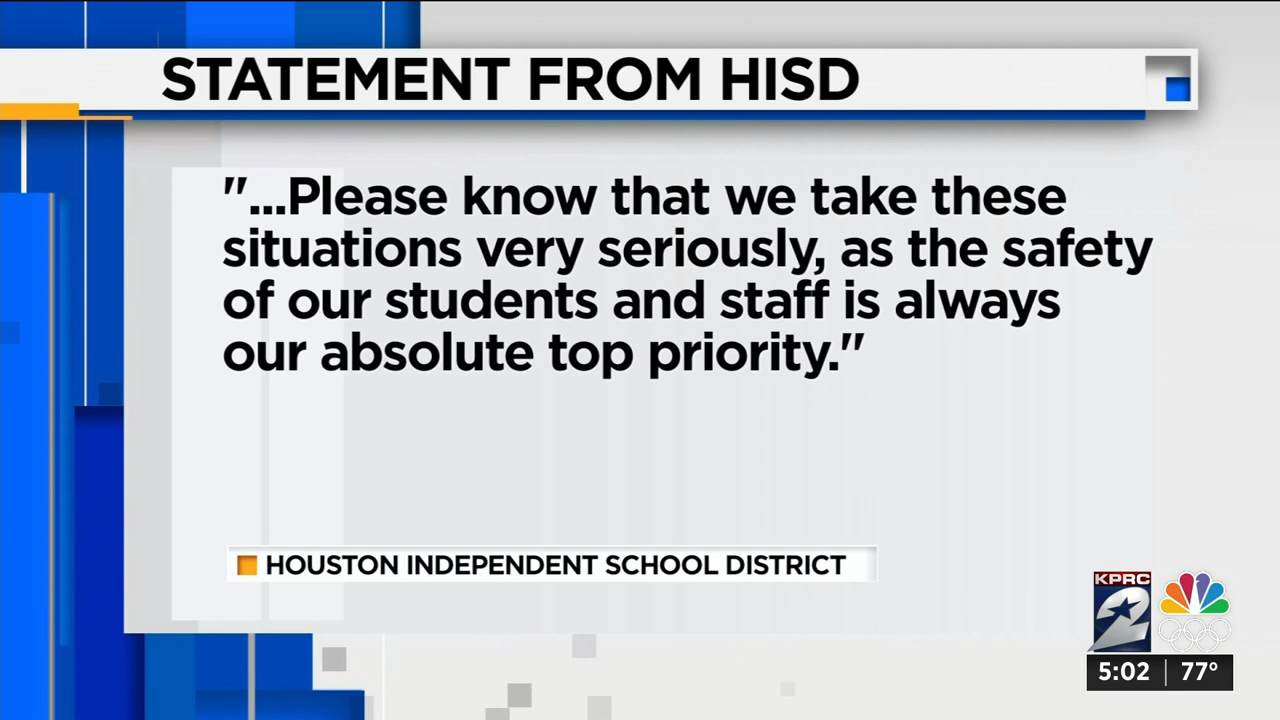 STATEMENT FROM HISD
"...Please know that we take these
situations very seriously, as the safety
of our students and staff is always
our absolute top priority."
HOUSTON INDEPENDENT SCHOOL DISTRICT
KPRC
2
5:02 77°